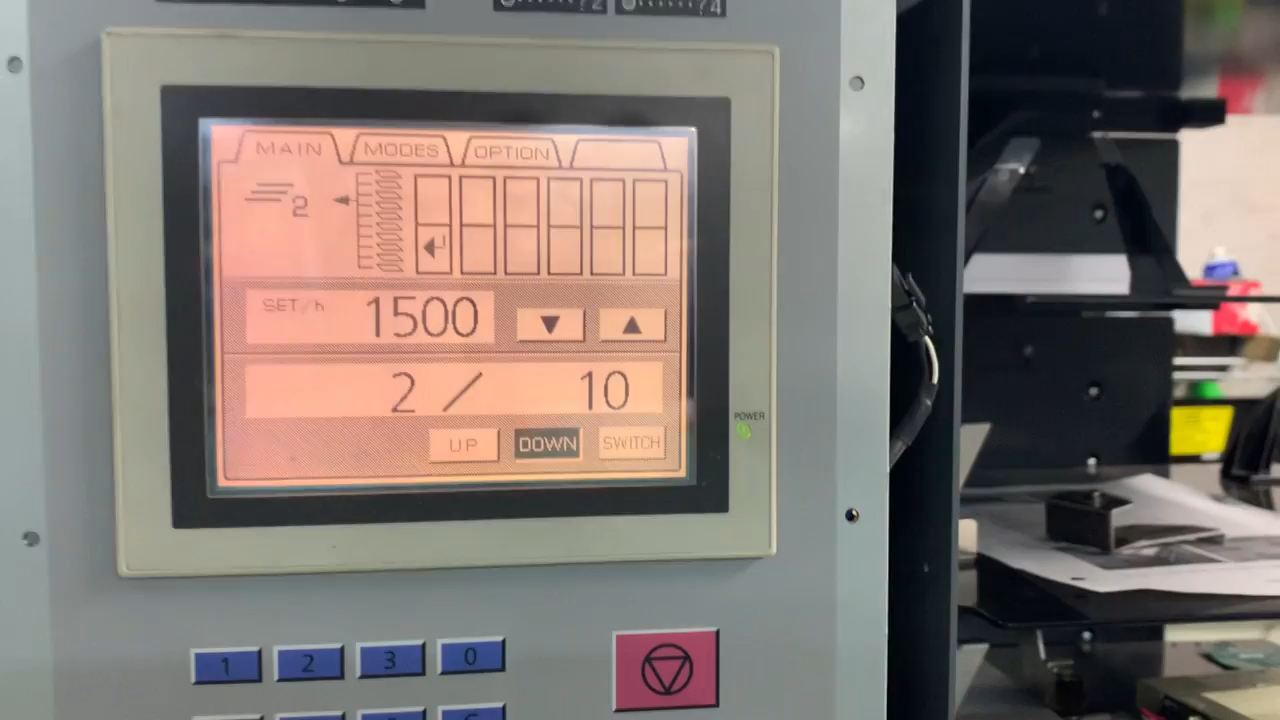 MAIN MODES OPTION
2
SET/h 1500 ▼ ▲
2 / 10
UP DOWN SWITCH
POWER
1 2 3 0